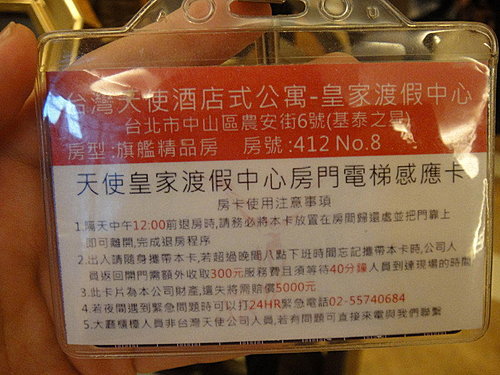 台灣天使酒店式公寓-皇家渡假中心
台北市中山區農安街6號(基泰之星)
房型:旗艦精品房 房號:412 No.8
天使皇家渡假中心房門電梯感應卡
房卡使用注意事項
1.隔天中午12:00前退房時,請務必將本卡放置在房間歸還處並把門靠上
即可離開,完成退房程序
2.出入請隨身攜帶本卡,若超過晚間八點下班時間忘記攜帶本卡時,公司人
員返回開門需額外收取300元服務費且須等待40分鐘人員到達現場的時間
3.此卡片為本公司財產,遺失將需賠償5000元
4.若夜間遇到緊急問題時可以打24HR緊急電話02-55740684
5.大廳櫃檯人員非台灣天使公司人員,若有問題可直接來電與我們聯繫